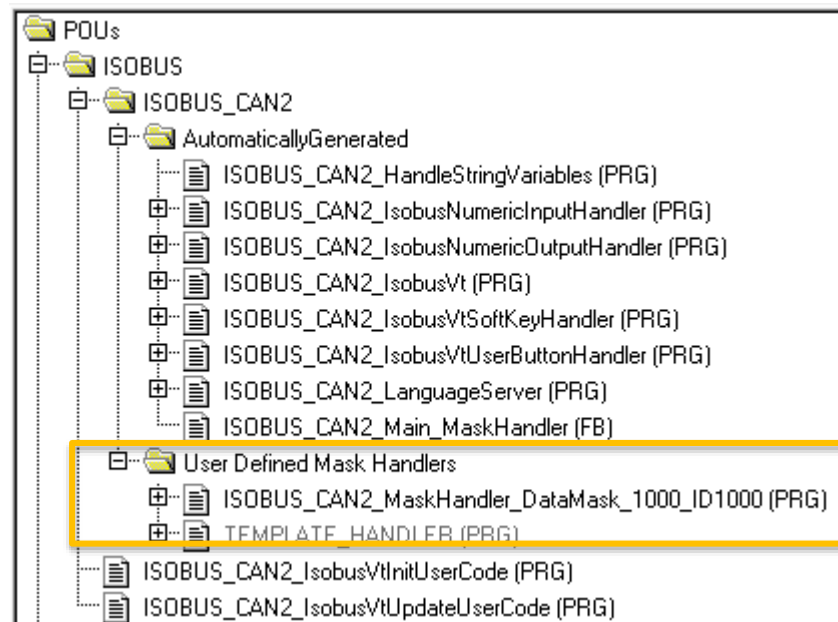 POUs
ISOBUS
ISOBUS_CAN2
AutomaticallyGenerated
ISOBUS_CAN2_HandleStringVariables (PRG)
ISOBUS_CAN2_IsobusNumericInputHandler (PRG)
ISOBUS_CAN2_IsobusNumericOutputHandler (PRG)
ISOBUS_CAN2_IsobusVt (PRG)
ISOBUS_CAN2_IsobusVtSoftKeyHandler (PRG)
ISOBUS_CAN2_IsobusVtUserButtonHandler (PRG)
ISOBUS_CAN2_LanguageServer (PRG)
ISOBUS_CAN2_Main_MaskHandler (FB)
User Defined Mask Handlers
ISOBUS_CAN2_MaskHandler_DataMask_1000_ID1000 (PRG)
TEMPLATE_HANDLER (PRG)
ISOBUS_CAN2_IsobusVtInitUserCode (PRG)
ISOBUS_CAN2_IsobusVtUpdateUserCode (PRG)